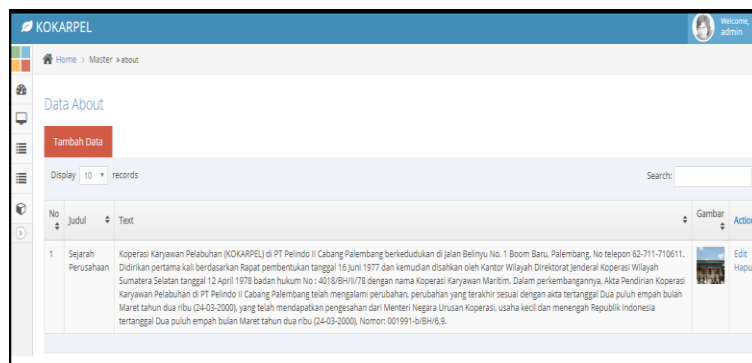 KOKARPEL
Welcome,
admin
Home > Master » about
Data About
Tambah Data
Display 10 records
Search:
No Judul Text Gambar Action
1 Sejarah Perusahaan
Koperasi Karyawan Pelabuhan (KOKARPEL) di PT Pelindo II Cabang Palembang berkedudukan di Jalan Belinyu No. 1 Boom Baru, Palembang. No telepon 62-711-710611.
Didirikan pertama kali berdasarkan Rapat pembentukan tanggal 16 Juni 1977 dan kemudian disahkan oleh Kantor Wilayah Direktorat Jenderal Koperasi Wilayah
Sumatera Selatan tanggal 12 April 1978 badan hukum No : 4018/BH/II/78 dengan nama Koperasi Karyawan Maritim. Dalam perkembangannya, Akta Pendirian Koperasi
Karyawan Pelabuhan di PT Pelindo II Cabang Palembang telah mengalami perubahan, perubahan yang terakhir sesuai dengan akta tertanggal Dua puluh empah bulan
Maret tahun dua ribu (24-03-2000), yang telah mendapatkan pengesahan dari Menteri Negara Urusan Koperasi, usaha kecil dan menengah Republik Indonesia
tertanggal Dua puluh empah bulan Maret tahun dua ribu (24-03-2000), Nomor: 001991-b/BH/6.9.
Edit
Hapu